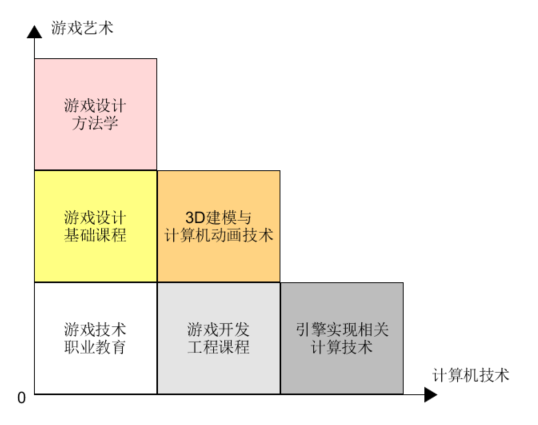 游戏艺术
游戏设计
方法学
游戏设计
基础课程
3D建模与
计算机动画技术
游戏技术
职业教育
游戏开发
工程课程
引擎实现相关
计算技术
计算机技术
0